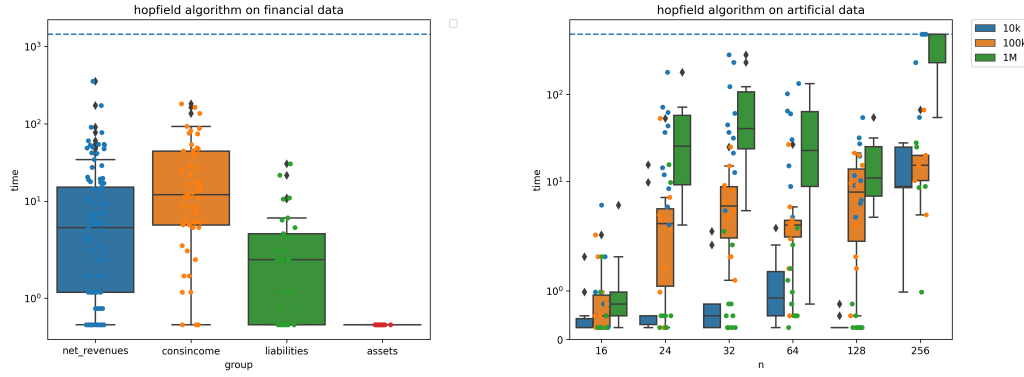 hopfield algorithm on financial data
time
10³
10²
10¹
10⁰
net_revenues consincome liabilities assets
group
hopfield algorithm on artificial data
10k
100k
1M
time
10²
10¹
10⁰
0
16 24 32 64 128 256
n